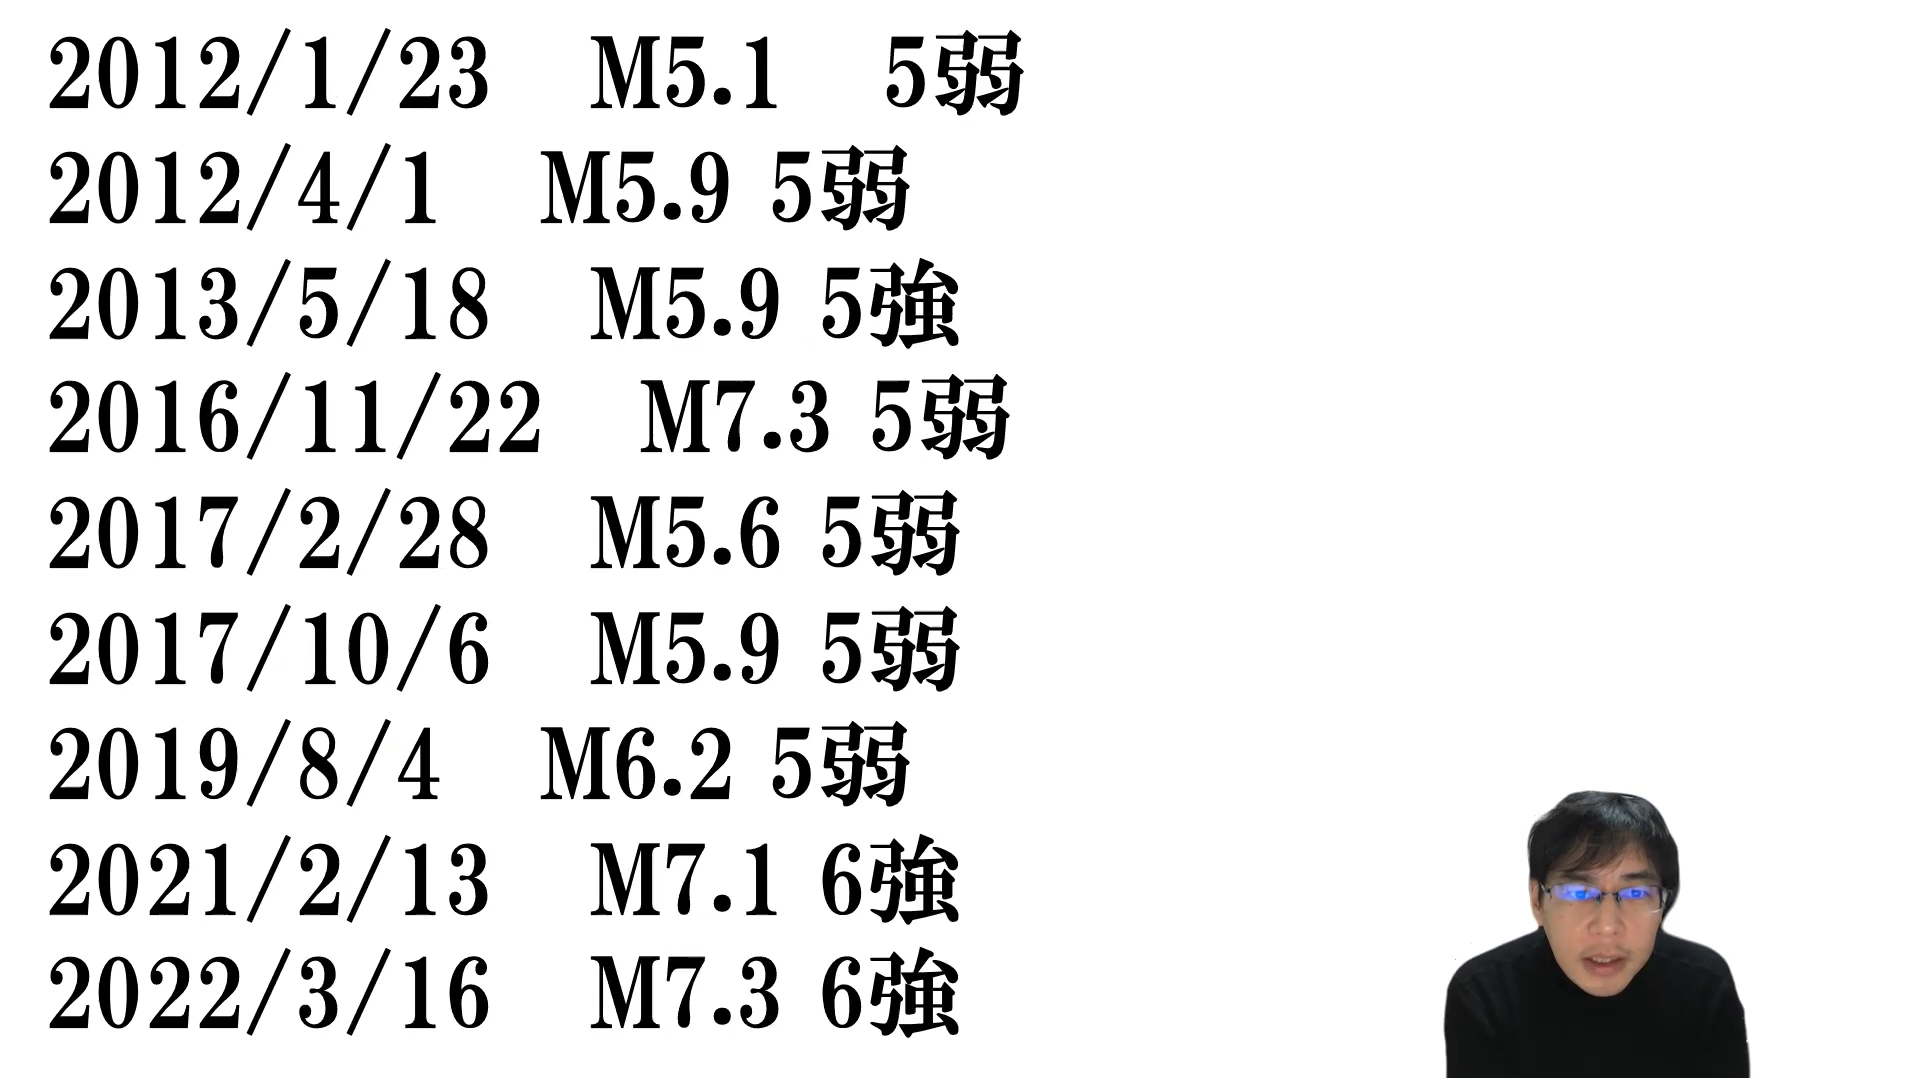 2012/1/23　M5.1　5弱
2012/4/1　M5.9 5弱
2013/5/18　M5.9 5強
2016/11/22　M7.3 5弱
2017/2/28　M5.6 5弱
2017/10/6　M5.9 5弱
2019/8/4　M6.2 5弱
2021/2/13　M7.1 6強
2022/3/16　M7.3 6強